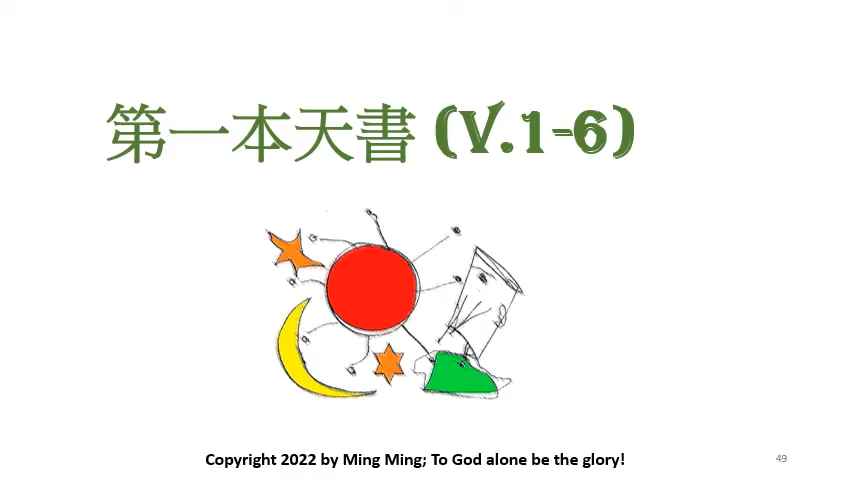 第一本天書 (V.1-6)
Copyright 2022 by Ming Ming; To God alone be the glory!
49